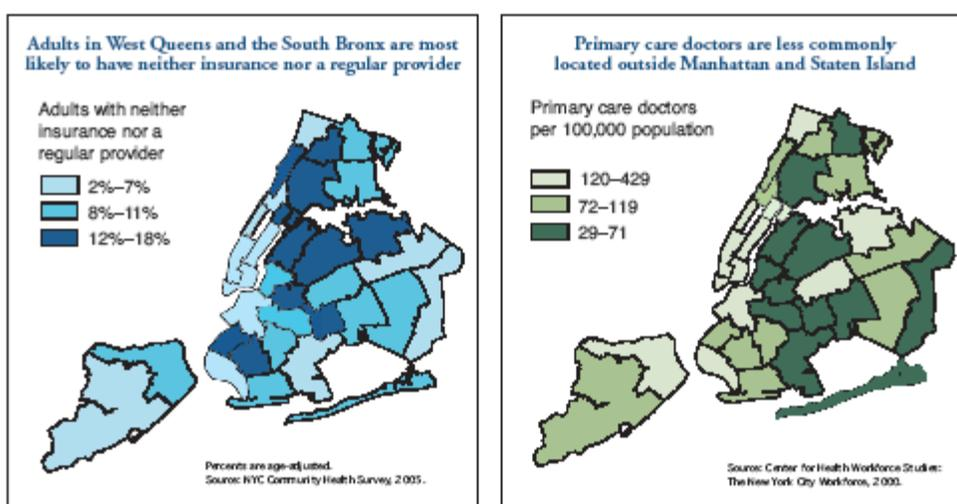 Adults in West Queens and the South Bronx are most
likely to have neither insurance nor a regular provider
Adults with neither
insurance nor a
regular provider
2%–7%
8%–11%
12%–18%
Percents are age-adjusted.
Source: NYC Community Health Survey, 2005.
Primary care doctors are less commonly
located outside Manhattan and Staten Island
Primary care doctors
per 100,000 population
120–429
72–119
29–71
Source: Center for Health Workforce Studies:
The New York City Workforce, 2000.